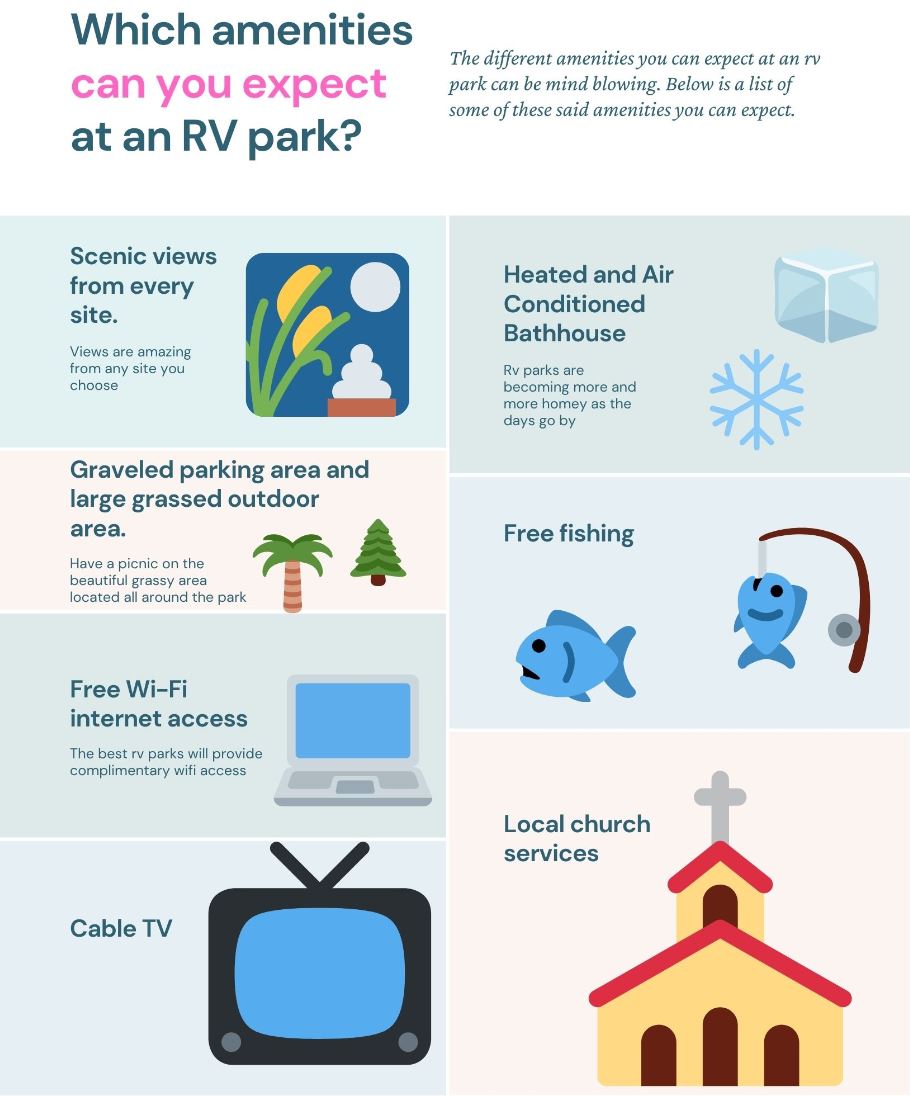 Which amenities
can you expect
at an RV park?
The different amenities you can expect at an rv
park can be mind blowing. Below is a list of
some of these said amenities you can expect.
Scenic views
from every
site.
Views are amazing
from any site you
choose
Graveled parking area and
large grassed outdoor
area.
Have a picnic on the
beautiful grassy area
located all around the park
Free Wi-Fi
internet access
The best rv parks will provide
complimentary wifi access
Cable TV
Heated and Air
Conditioned
Bathhouse
Rv parks are
becoming more and
more homey as the
days go by
Free fishing
Local church
services